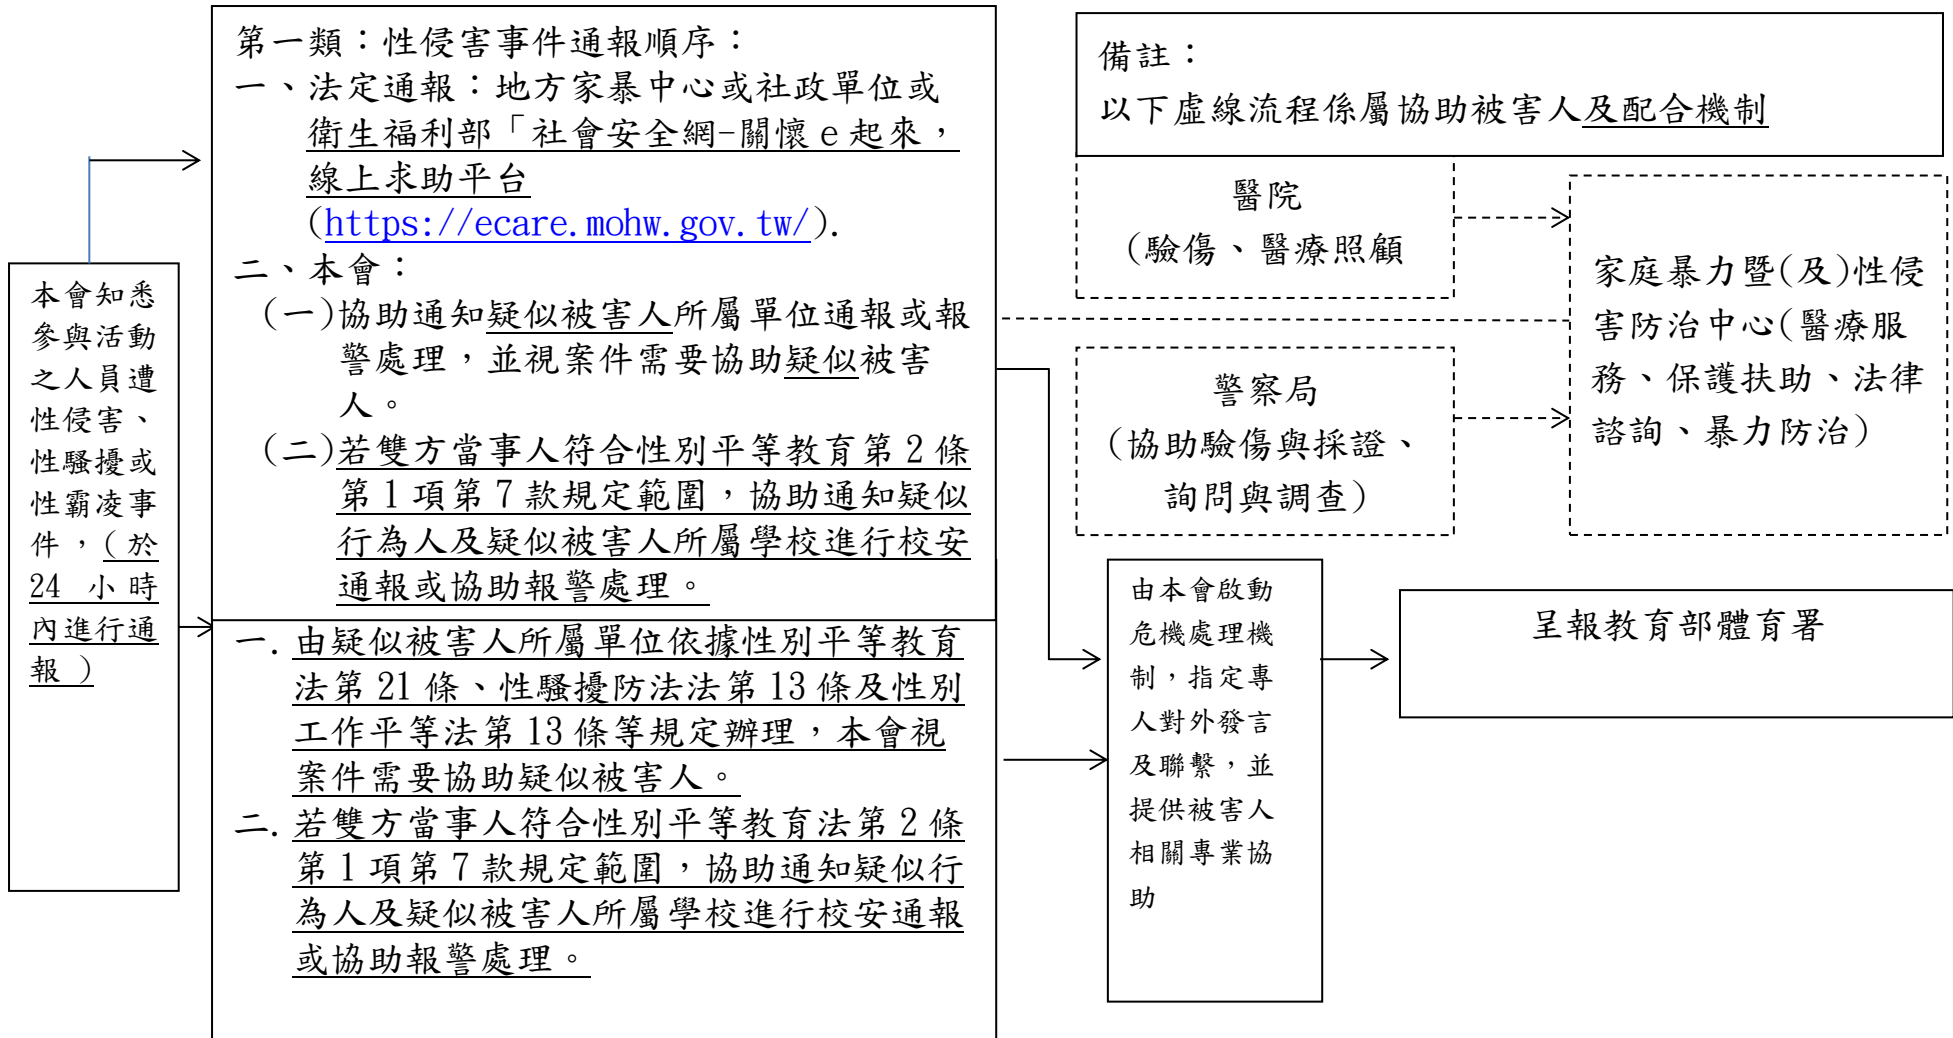 本會知悉
參與活動
之人員遭
性侵害、
性騷擾或
性霸凌事
件，(於
24 小時
內進行通
報 )
第一類：性侵害事件通報順序：
一、法定通報：地方家暴中心或社政單位或
衛生福利部「社會安全網-關懷 e 起來，
線上求助平台
(https://ecare.mohw.gov.tw/).
二、本會：
(一)協助通知疑似被害人所屬單位通報或報
警處理，並視案件需要協助疑似被害
人。
(二)若雙方當事人符合性別平等教育第 2 條
第 1 項第 7 款規定範圍，協助通知疑似
行為人及疑似被害人所屬學校進行校安
通報或協助報警處理。
一. 由疑似被害人所屬單位依據性別平等教育
法第 21 條、性騷擾防法法第 13 條及性別
工作平等法第 13 條等規定辦理，本會視
案件需要協助疑似被害人。
二. 若雙方當事人符合性別平等教育法第 2 條
第 1 項第 7 款規定範圍，協助通知疑似行
為人及疑似被害人所屬學校進行校安通報
或協助報警處理。
備註：
以下虛線流程係屬協助被害人及配合機制
醫院
(驗傷、醫療照顧
警察局
(協助驗傷與採證、
詢問與調查)
家庭暴力暨(及)性侵
害防治中心(醫療服
務、保護扶助、法律
諮詢、暴力防治)
由本會啟動
危機處理機
制，指定專
人對外發言
及聯繫，並
提供被害人
相關專業協
助
呈報教育部體育署